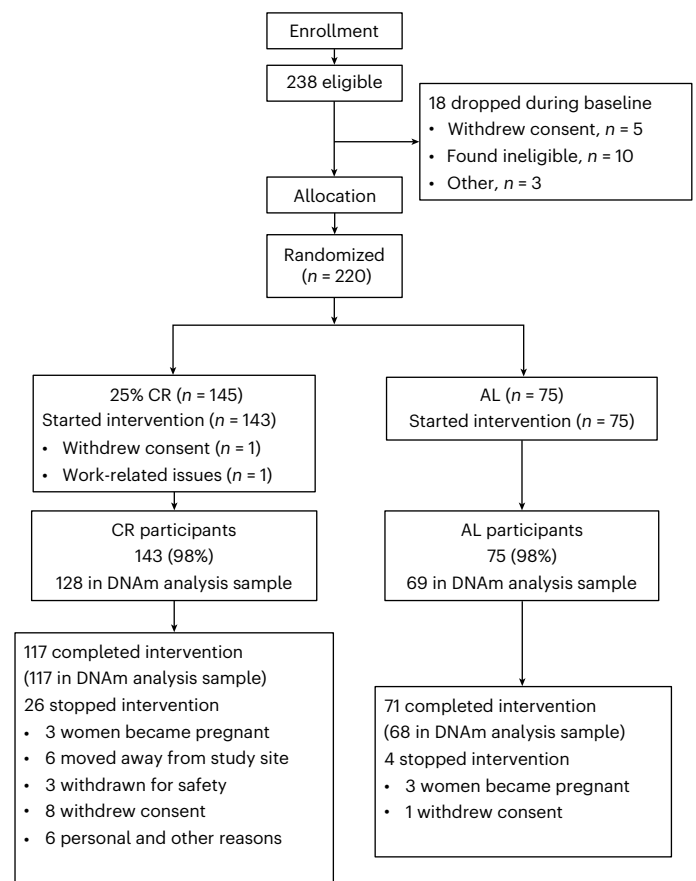 Enrollment
238 eligible
18 dropped during baseline
• Withdrew consent, n = 5
• Found ineligible, n = 10
• Other, n = 3
Allocation
Randomized
(n = 220)
25% CR (n = 145)
Started intervention (n = 143)
• Withdrew consent (n = 1)
• Work-related issues (n = 1)
AL (n = 75)
Started intervention (n = 75)
CR participants
143 (98%)
128 in DNAm analysis sample
AL participants
75 (98%)
69 in DNAm analysis sample
117 completed intervention
(117 in DNAm analysis sample)
26 stopped intervention
• 3 women became pregnant
• 6 moved away from study site
• 3 withdrawn for safety
• 8 withdrew consent
• 6 personal and other reasons
71 completed intervention
(68 in DNAm analysis sample)
4 stopped intervention
• 3 women became pregnant
• 1 withdrew consent